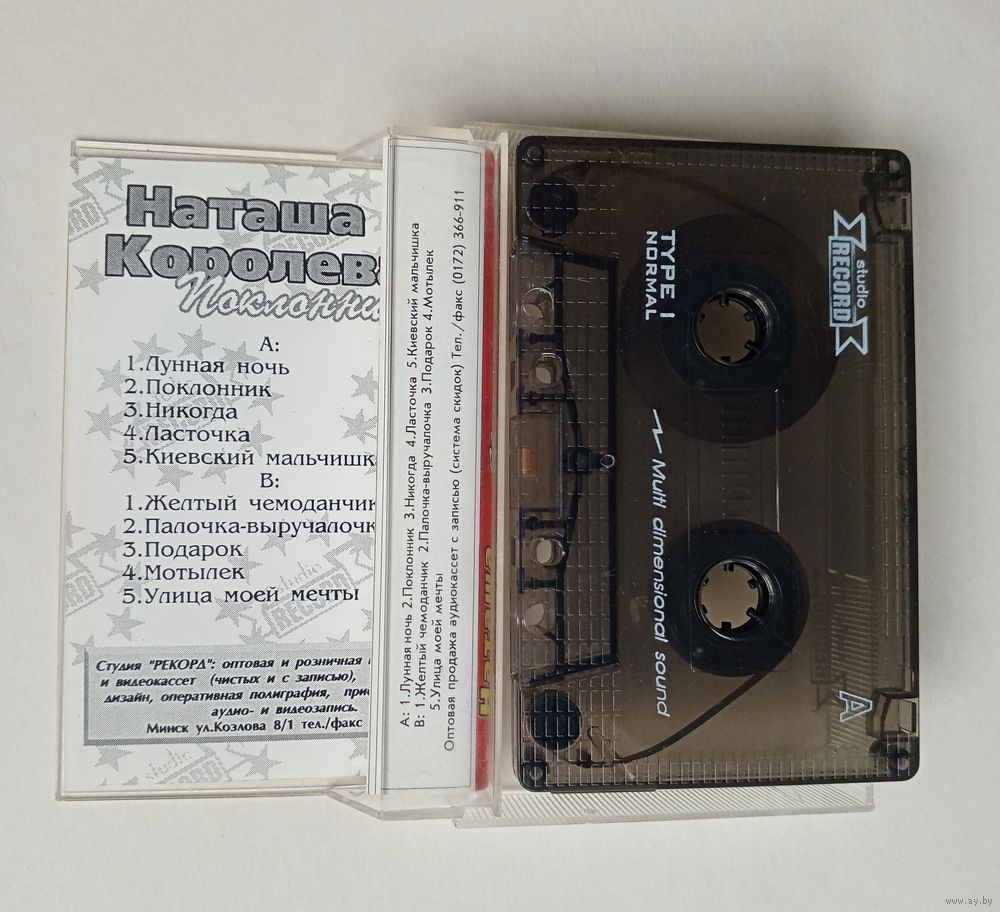 Наташа
Королев
Поклонни
А:
1.Лунная ночь
2.Поклонник
3.Никогда
4.Ласточка
5.Киевский мальчишк
В:
1.Желтый чемоданчик
2.Палочка-выручалочк
3.Подарок
4.Мотылек
5.Улица моей мечты
Студия "РЕКОРД": оптовая и розничная
и видеокассет (чистых и с записью),
дизайн, оперативная полиграфия, при
аудио- и видеозапись.
Минск ул.Козлова 8/1 тел./факс
А: 1.Лунная ночь 2.Поклонник 3.Никогда 4.Ласточка 5.Киевский мальчишка
В: 1.Желтый чемоданчик 2.Палочка-выручалочка 3.Подарок 4.Мотылек
5.Улица моей мечты
Оптовая продажа аудиокассет с записью (система скидок) Тел./факс (0172) 366-911
TYPE I
NORMAL
Multi dimensional sound
studio
RECORD
A
www.ay.by